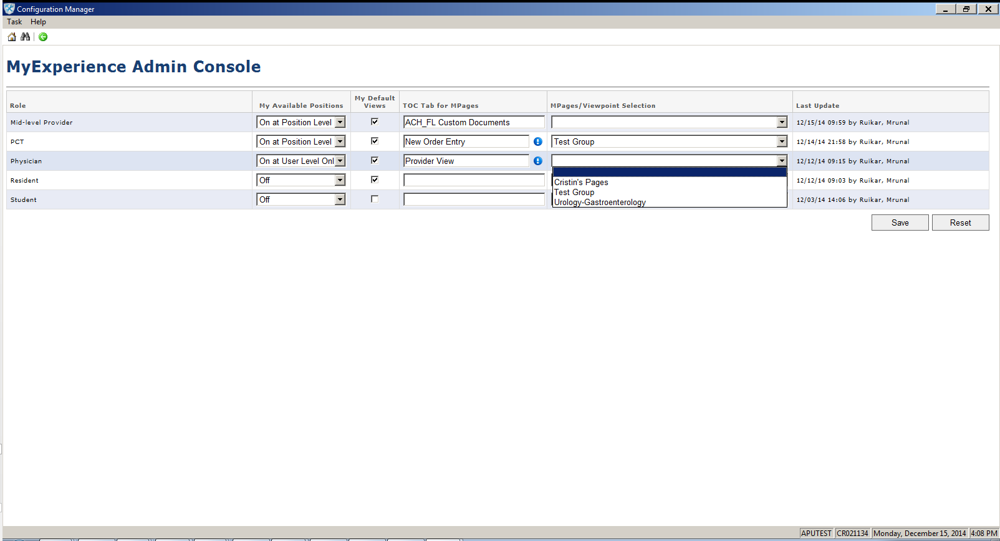 Configuration Manager
Task Help
MyExperience Admin Console
Role My Available Positions My Default Views TOC Tab for MPages MPages/Viewpoint Selection Last Update
Mid-level Provider On at Position Level ACH_FL Custom Documents 12/15/14 09:59 by Ruikar, Mrunal
PCT On at Position Level New Order Entry Test Group 12/14/14 21:58 by Ruikar, Mrunal
Physician On at User Level Onl Provider View 12/12/14 09:15 by Ruikar, Mrunal
Resident Off 12/12/14 09:03 by Ruikar, Mrunal
Student Off 12/03/14 14:06 by Ruikar, Mrunal
Cristin's Pages
Test Group
Urology-Gastroenterology
Save Reset
APUTEST CR021134 Monday, December 15, 2014 4:08 PM